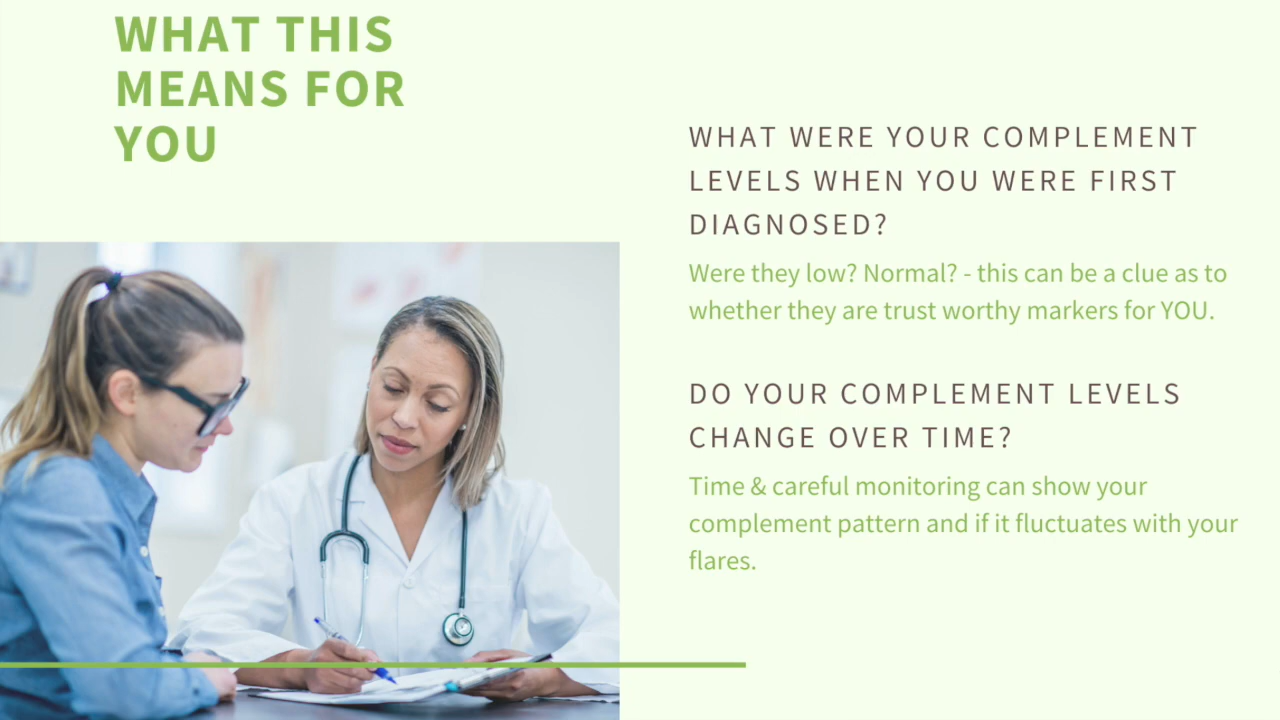 WHAT THIS
MEANS FOR
YOU
WHAT WERE YOUR COMPLEMENT
LEVELS WHEN YOU WERE FIRST
DIAGNOSED?
Were they low? Normal? - this can be a clue as to
whether they are trust worthy markers for YOU.
DO YOUR COMPLEMENT LEVELS
CHANGE OVER TIME?
Time & careful monitoring can show your
complement pattern and if it fluctuates with your
flares.